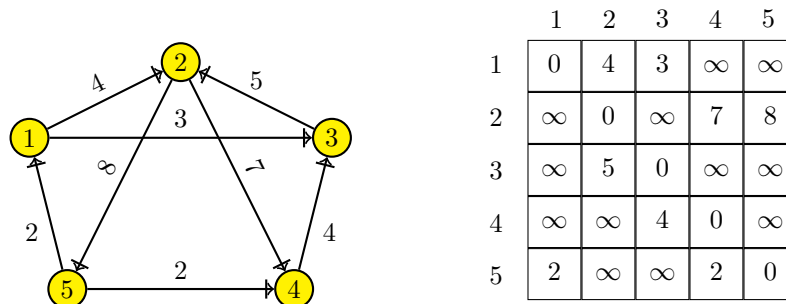 1 2 3 4 5
2
4 5
3
1 3
8 7
2 4
2
5 4
1 0 4 3 ∞ ∞
2 ∞ 0 ∞ 7 8
3 ∞ 5 0 ∞ ∞
4 ∞ ∞ 4 0 ∞
5 2 ∞ ∞ 2 0